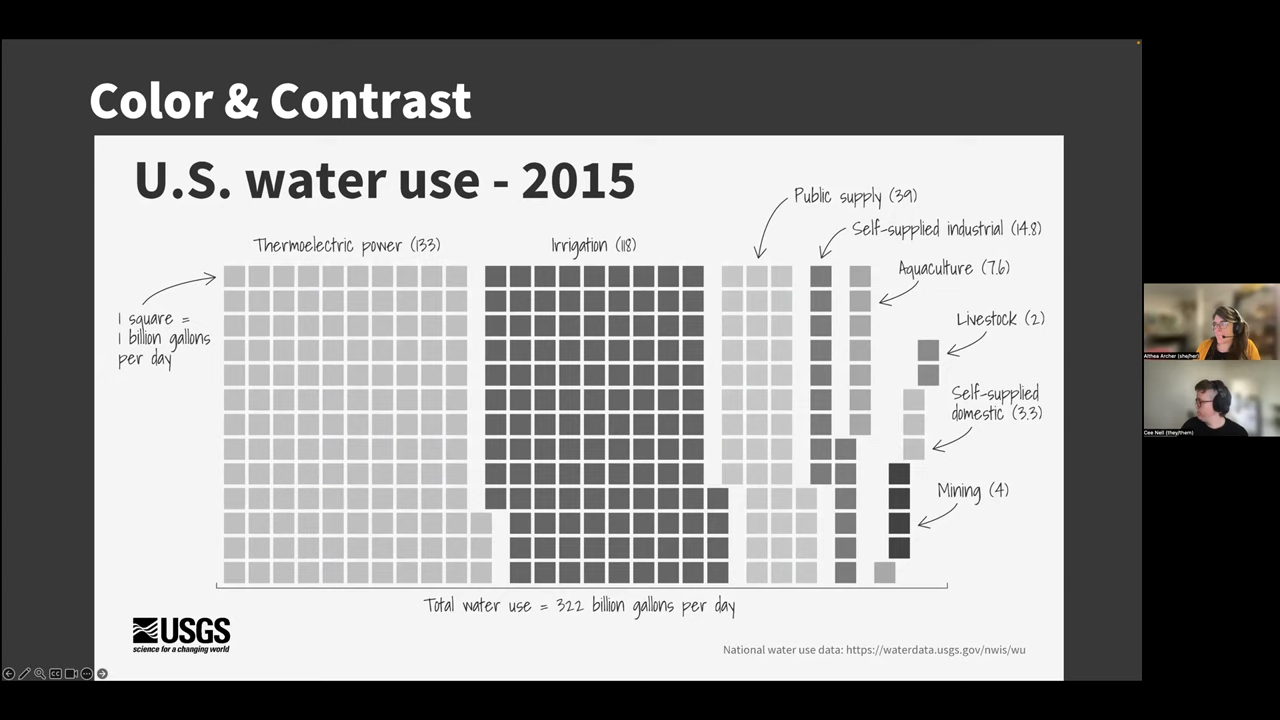 Color & Contrast
U.S. water use - 2015
Public supply (39)
Self-supplied industrial (14.8)
Thermoelectric power (133)
Irrigation (118)
Aquaculture (7.6)
1 square =
1 billion gallons
per day
Livestock (2)
Self-supplied
domestic (3.3)
Mining (4)
Total water use = 322 billion gallons per day
USGS
science for a changing world
National water use data: https://waterdata.usgs.gov/nwis/wu
Althea Archer (she/her)
Cee Nell (they/them)
CC